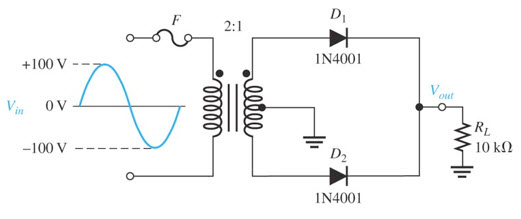 F
2:1
D1
1N4001
+100 V
Vin
0 V
−100 V
Vout
RL
10 kΩ
D2
1N4001